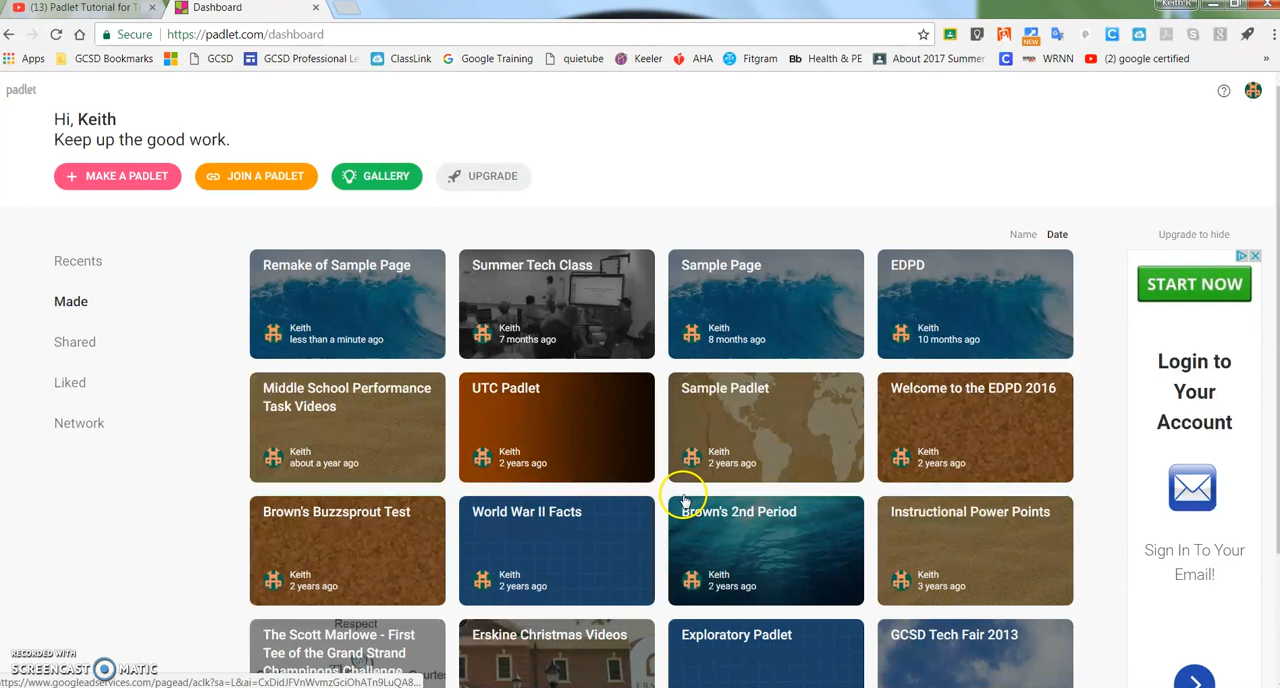 (13) Padlet Tutorial for T
Dashboard
Keith R
Secure
https://padlet.com/dashboard
NEW
Apps
GCSD Bookmarks
GCSD
GCSD Professional Le
ClassLink
Google Training
quietube
Keeler
AHA
Fitgram
Bb Health & PE
About 2017 Summer
WRNN
(2) google certified
padlet
Hi, Keith
Keep up the good work.
+ MAKE A PADLET
JOIN A PADLET
GALLERY
UPGRADE
Name Date
Upgrade to hide
Recents
Made
Shared
Liked
Network
Remake of Sample Page
Keith
less than a minute ago
Summer Tech Class
Keith
7 months ago
Sample Page
Keith
8 months ago
EDPD
Keith
10 months ago
Middle School Performance
Task Videos
Keith
about a year ago
UTC Padlet
Keith
2 years ago
Sample Padlet
Keith
2 years ago
Welcome to the EDPD 2016
Keith
2 years ago
Brown's Buzzsprout Test
Keith
2 years ago
World War II Facts
Keith
2 years ago
Brown's 2nd Period
Keith
2 years ago
Instructional Power Points
Keith
3 years ago
Respect
The Scott Marlowe - First
Tee of the Grand Strand
Champions Challenge
Erskine Christmas Videos
Exploratory Padlet
GCSD Tech Fair 2013
START NOW
Login to
Your
Account
Sign In To Your
Email!
RECORDED WITH
SCREENCAST MATIC